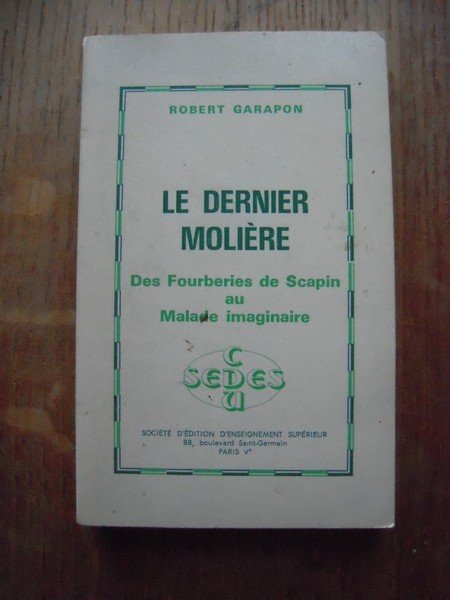 ROBERT GARAPON
LE DERNIER
MOLIÈRE
Des Fourberies de Scapin
au
Malade imaginaire
CDU
SEDES
SOCIÉTÉ D'ÉDITION D'ENSEIGNEMENT SUPÉRIEUR
88, boulevard Saint-Germain
PARIS Vᵉ